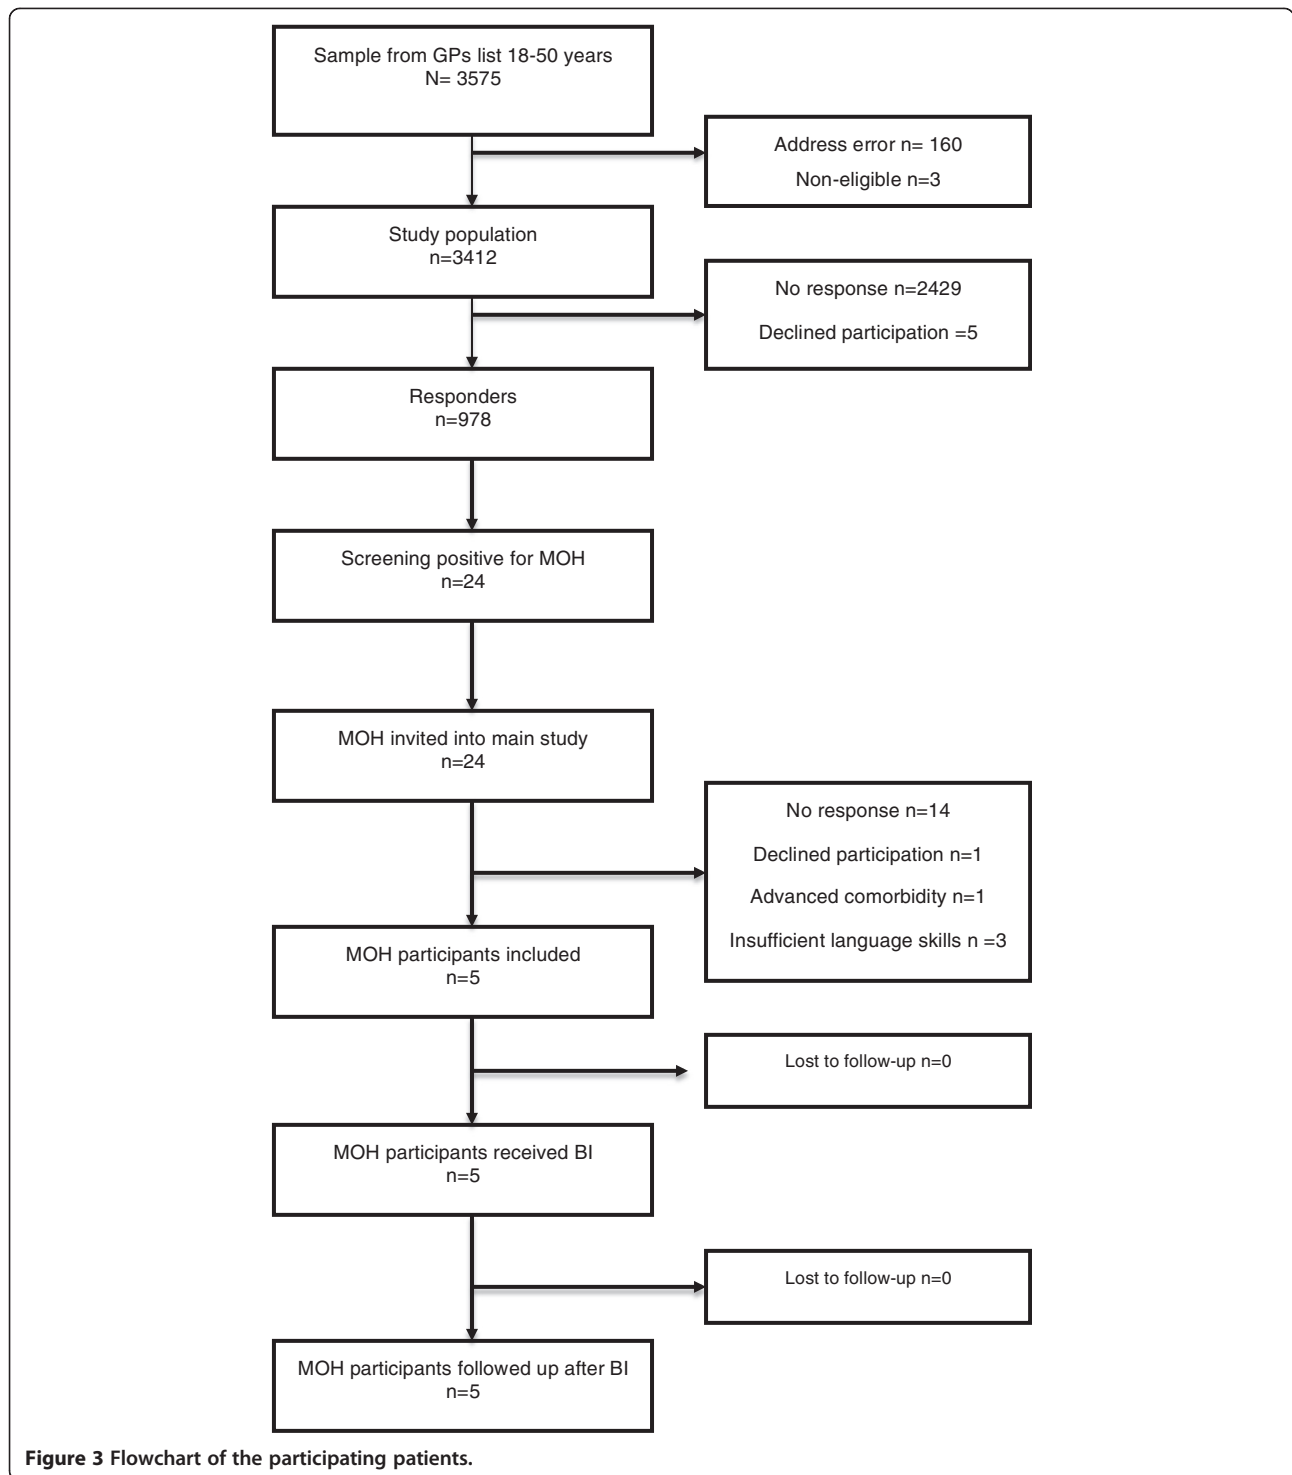 Sample from GPs list 18-50 years
N= 3575
Address error n= 160
Non-eligible n=3
Study population
n=3412
No response n=2429
Declined participation =5
Responders
n=978
Screening positive for MOH
n=24
MOH invited into main study
n=24
No response n=14
Declined participation n=1
Advanced comorbidity n=1
Insufficient language skills n =3
MOH participants included
n=5
Lost to follow-up n=0
MOH participants received BI
n=5
Lost to follow-up n=0
MOH participants followed up after BI
n=5
Figure 3 Flowchart of the participating patients.